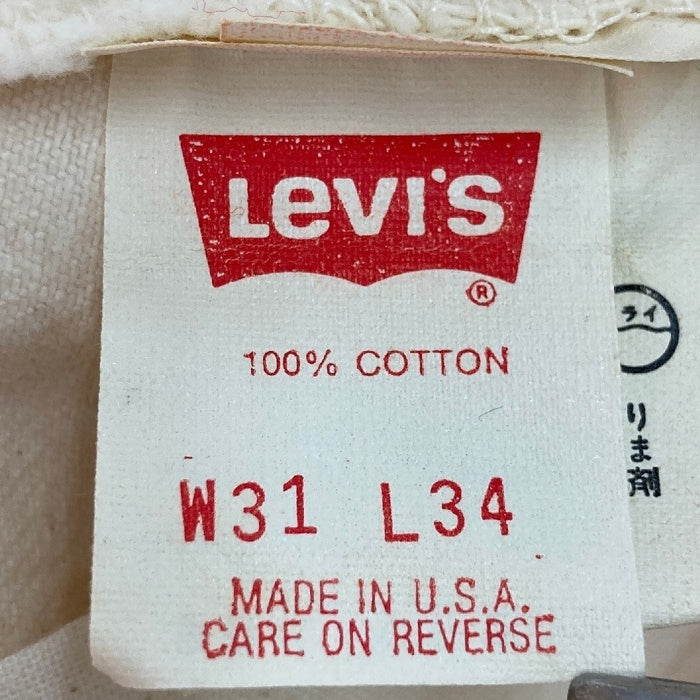 LEVI'S
®
100% COTTON
W31 L34
MADE IN U.S.A.
CARE ON REVERSE
ライ
り
ま
剤